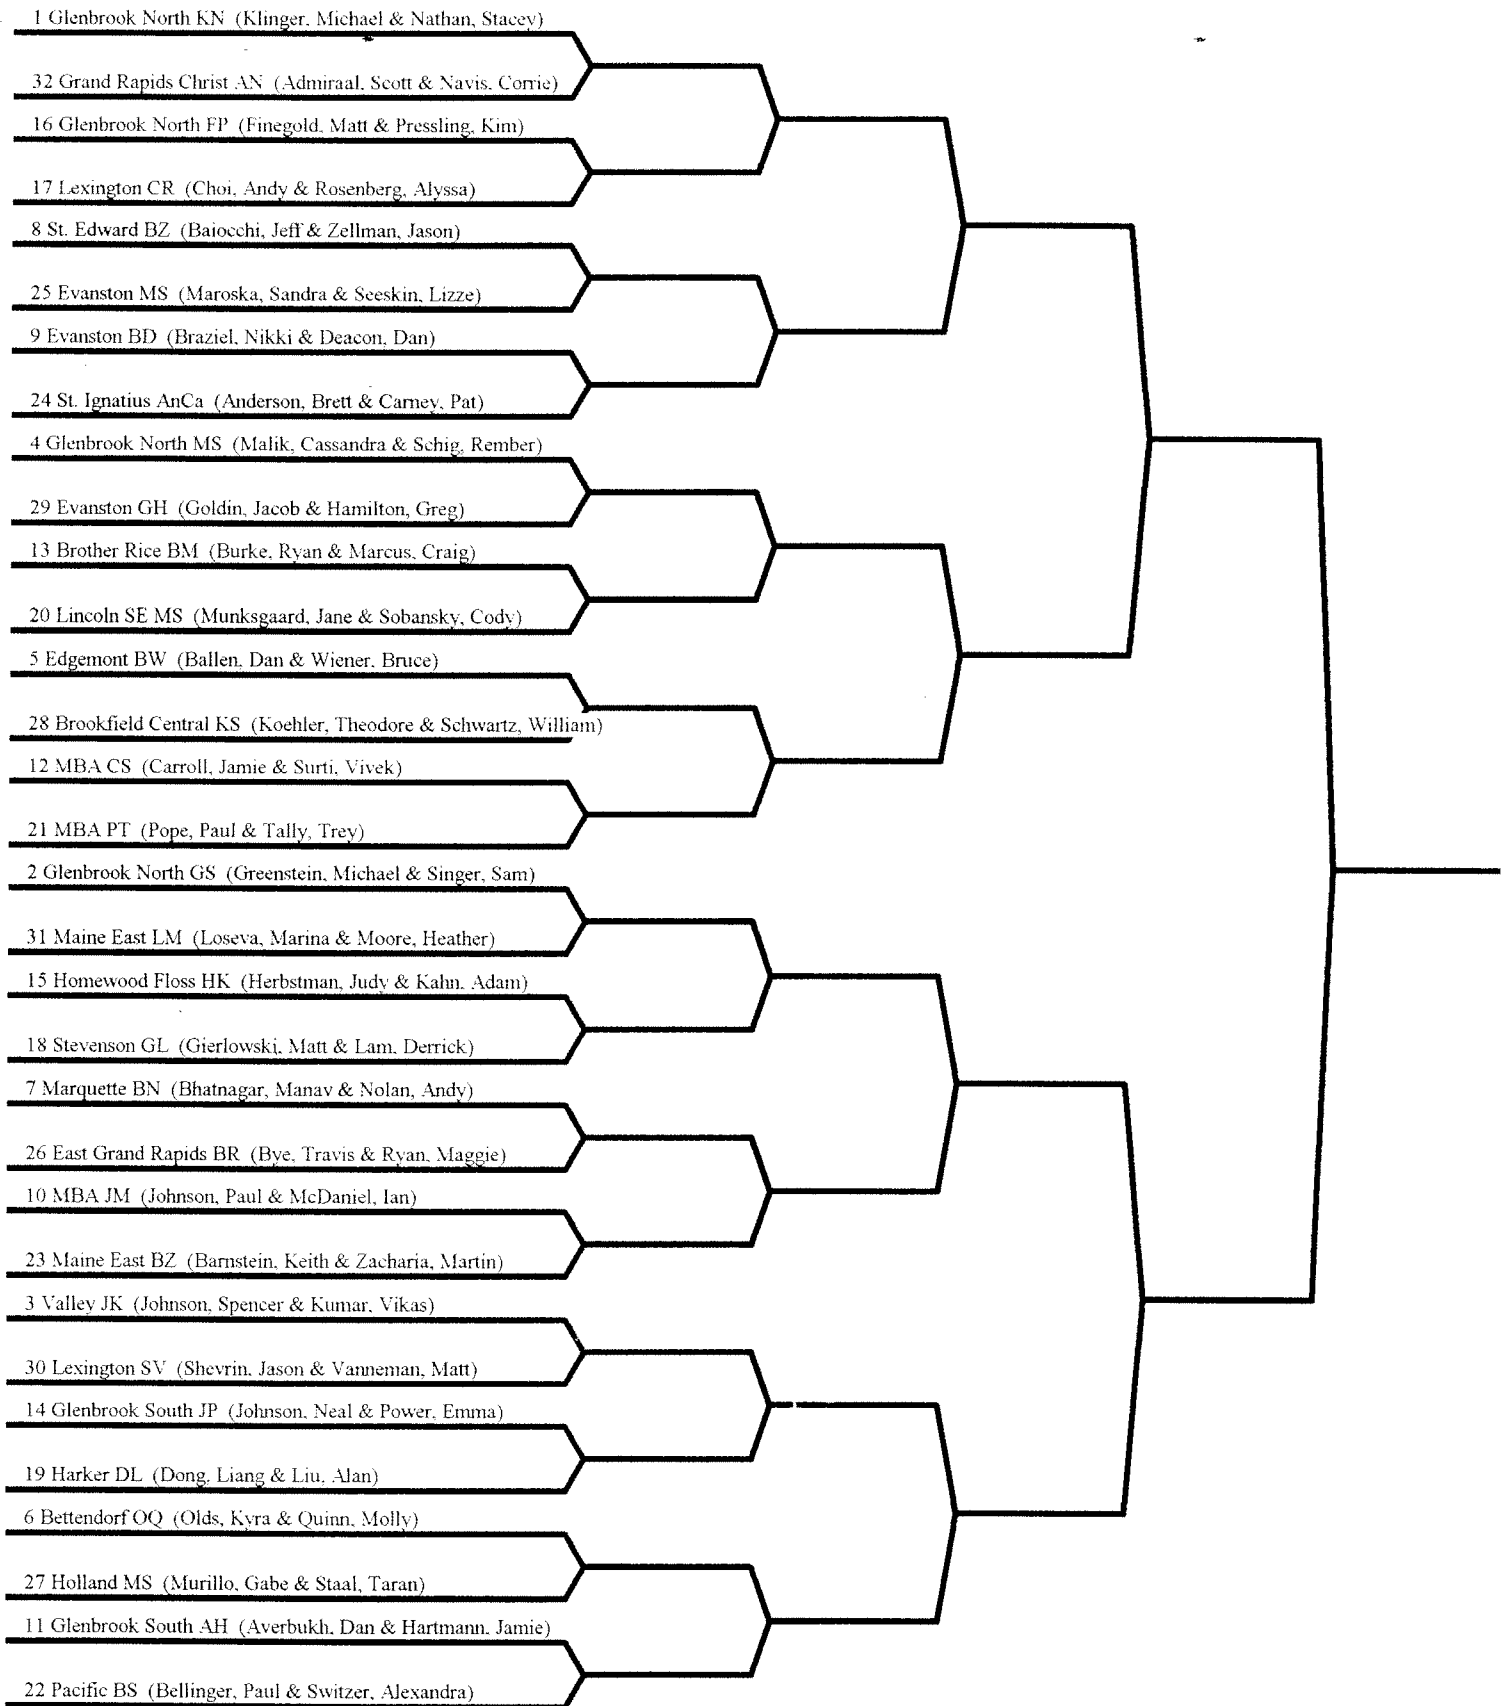 1 Glenbrook North KN (Klinger, Michael & Nathan, Stacey)
32 Grand Rapids Christ AN (Admiraal, Scott & Navis, Corrie)
16 Glenbrook North FP (Finegold, Matt & Pressling, Kim)
17 Lexington CR (Choi, Andy & Rosenberg, Alyssa)
8 St. Edward BZ (Baiocchi, Jeff & Zellman, Jason)
25 Evanston MS (Maroska, Sandra & Seeskin, Lizze)
9 Evanston BD (Braziel, Nikki & Deacon, Dan)
24 St. Ignatius AnCa (Anderson, Brett & Carney, Pat)
4 Glenbrook North MS (Malik, Cassandra & Schig, Rember)
29 Evanston GH (Goldin, Jacob & Hamilton, Greg)
13 Brother Rice BM (Burke, Ryan & Marcus, Craig)
20 Lincoln SE MS (Munksgaard, Jane & Sobansky, Cody)
5 Edgemont BW (Ballen, Dan & Wiener, Bruce)
28 Brookfield Central KS (Koehler, Theodore & Schwartz, William)
12 MBA CS (Carroll, Jamie & Surti, Vivek)
21 MBA PT (Pope, Paul & Tally, Trey)
2 Glenbrook North GS (Greenstein, Michael & Singer, Sam)
31 Maine East LM (Loseva, Marina & Moore, Heather)
15 Homewood Floss HK (Herbstman, Judy & Kahn, Adam)
18 Stevenson GL (Gierlowski, Matt & Lam, Derrick)
7 Marquette BN (Bhatnagar, Manav & Nolan, Andy)
26 East Grand Rapids BR (Bye, Travis & Ryan, Maggie)
10 MBA JM (Johnson, Paul & McDaniel, Ian)
23 Maine East BZ (Barnstein, Keith & Zacharia, Martin)
3 Valley JK (Johnson, Spencer & Kumar, Vikas)
30 Lexington SV (Shevrin, Jason & Vanneman, Matt)
14 Glenbrook South JP (Johnson, Neal & Power, Emma)
19 Harker DL (Dong, Liang & Liu, Alan)
6 Bettendorf OQ (Olds, Kyra & Quinn, Molly)
27 Holland MS (Murillo, Gabe & Staal, Taran)
11 Glenbrook South AH (Averbukh, Dan & Hartmann, Jamie)
22 Pacific BS (Bellinger, Paul & Switzer, Alexandra)